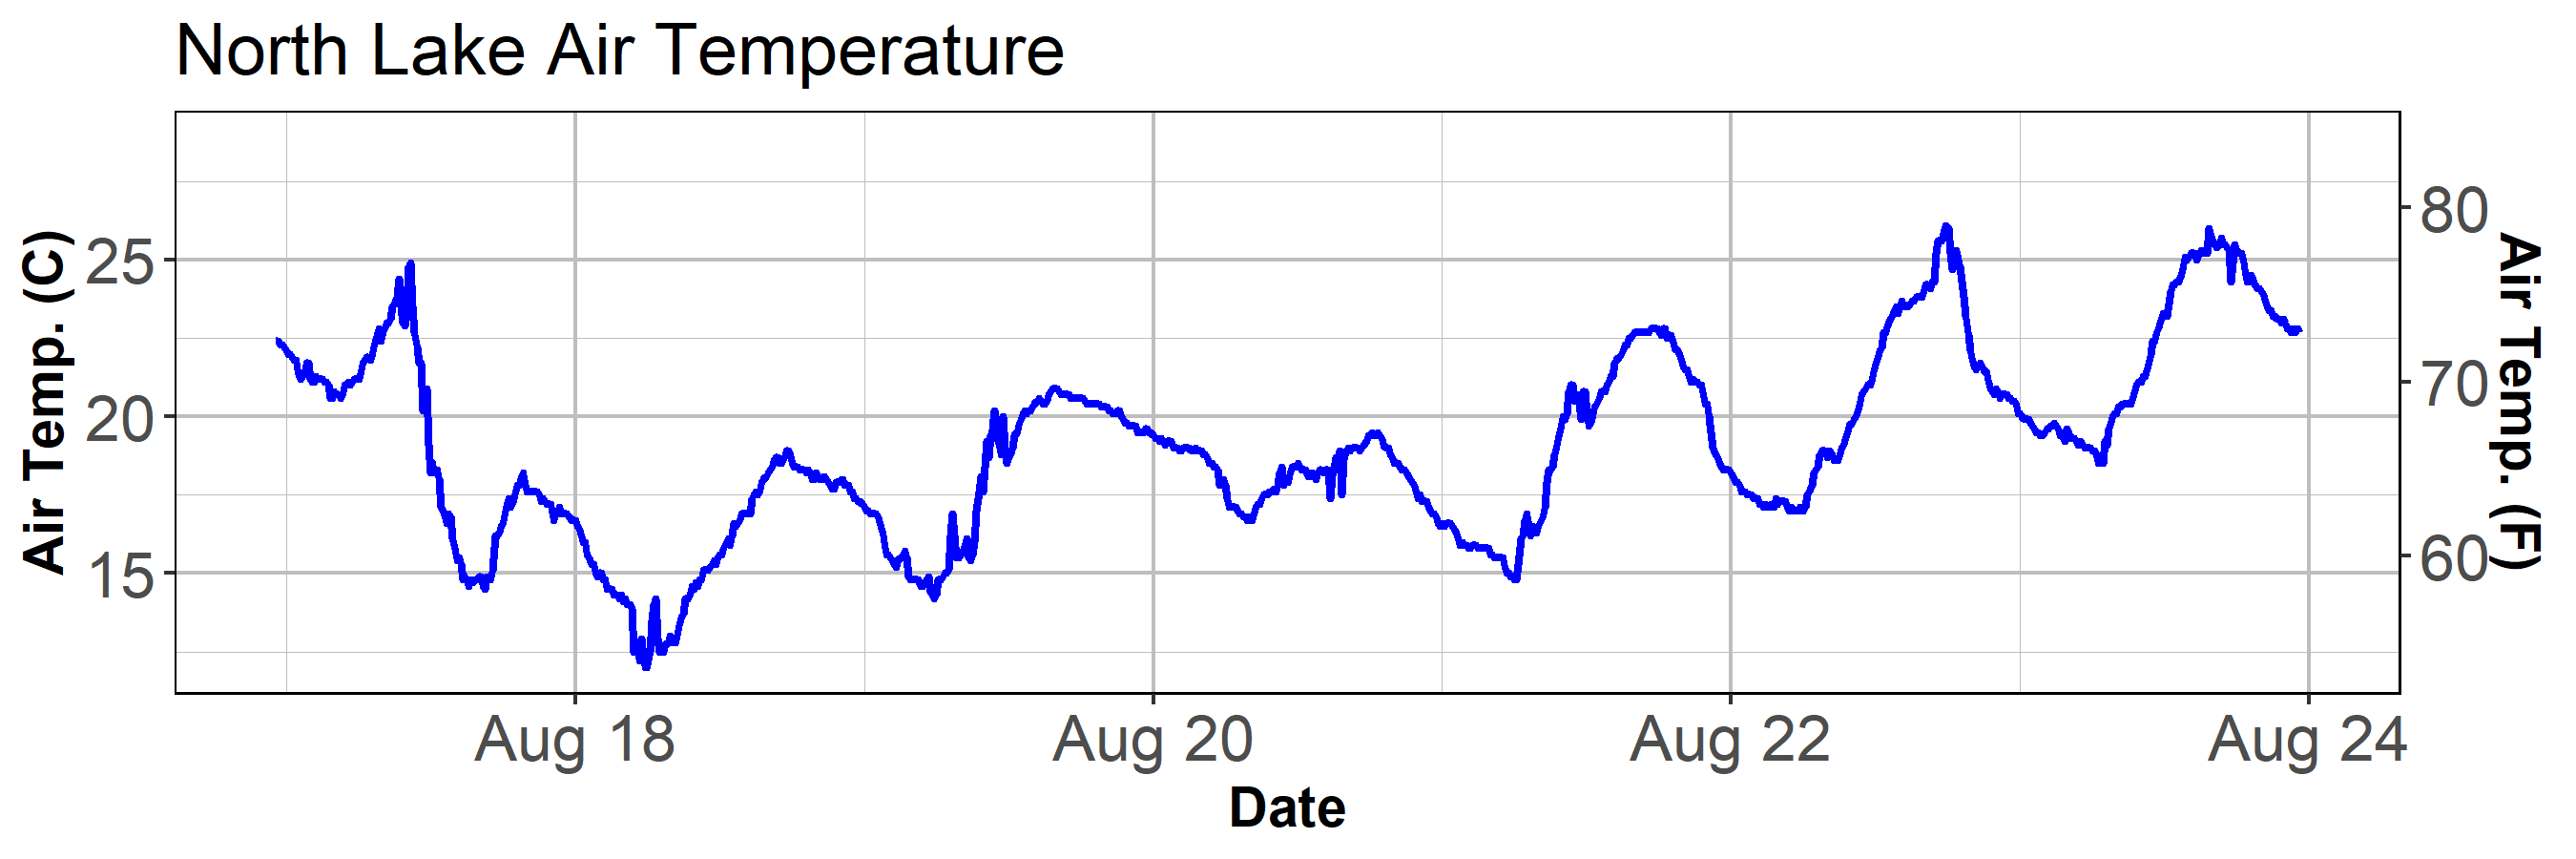 North Lake Air Temperature
Air Temp. (C)
25
20
15
80
70
60
Air Temp. (F)
Aug 18 Aug 20 Aug 22 Aug 24
Date